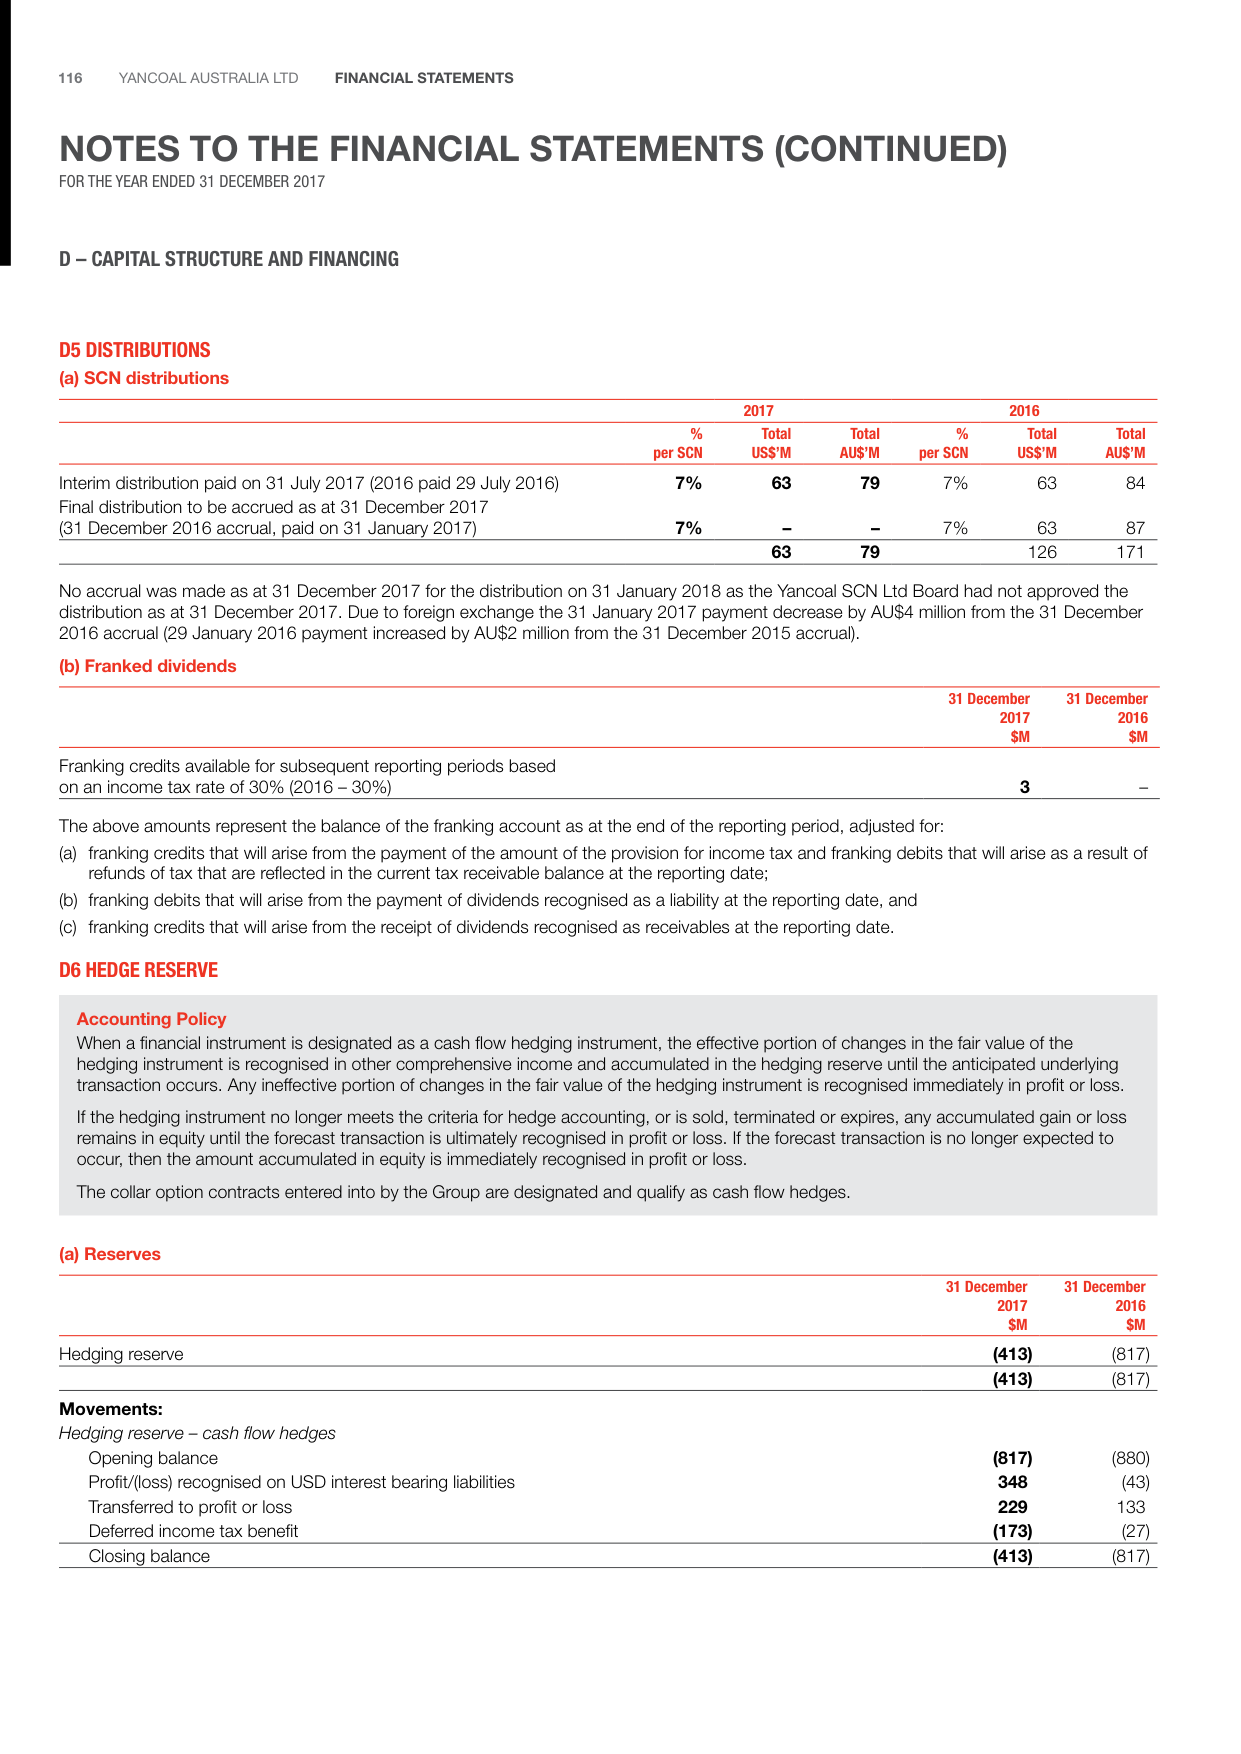 116 YANCOAL AUSTRALIA LTD FINANCIAL STATEMENTS
NOTES TO THE FINANCIAL STATEMENTS (CONTINUED)
FOR THE YEAR ENDED 31 DECEMBER 2017
D – CAPITAL STRUCTURE AND FINANCING
D5 DISTRIBUTIONS
(a) SCN distributions
2017 2016
% Total Total % Total Total
per SCN US$'M AU$'M per SCN US$'M AU$'M
Interim distribution paid on 31 July 2017 (2016 paid 29 July 2016) 7% 63 79 7% 63 84
Final distribution to be accrued as at 31 December 2017
(31 December 2016 accrual, paid on 31 January 2017) 7% – – 7% 63 87
63 79 126 171
No accrual was made as at 31 December 2017 for the distribution on 31 January 2018 as the Yancoal SCN Ltd Board had not approved the
distribution as at 31 December 2017. Due to foreign exchange the 31 January 2017 payment decrease by AU$4 million from the 31 December
2016 accrual (29 January 2016 payment increased by AU$2 million from the 31 December 2015 accrual).
(b) Franked dividends
31 December 31 December
2017 2016
$M $M
Franking credits available for subsequent reporting periods based
on an income tax rate of 30% (2016 – 30%) 3 –
The above amounts represent the balance of the franking account as at the end of the reporting period, adjusted for:
(a) franking credits that will arise from the payment of the amount of the provision for income tax and franking debits that will arise as a result of
refunds of tax that are reflected in the current tax receivable balance at the reporting date;
(b) franking debits that will arise from the payment of dividends recognised as a liability at the reporting date, and
(c) franking credits that will arise from the receipt of dividends recognised as receivables at the reporting date.
D6 HEDGE RESERVE
Accounting Policy
When a financial instrument is designated as a cash flow hedging instrument, the effective portion of changes in the fair value of the
hedging instrument is recognised in other comprehensive income and accumulated in the hedging reserve until the anticipated underlying
transaction occurs. Any ineffective portion of changes in the fair value of the hedging instrument is recognised immediately in profit or loss.
If the hedging instrument no longer meets the criteria for hedge accounting, or is sold, terminated or expires, any accumulated gain or loss
remains in equity until the forecast transaction is ultimately recognised in profit or loss. If the forecast transaction is no longer expected to
occur, then the amount accumulated in equity is immediately recognised in profit or loss.
The collar option contracts entered into by the Group are designated and qualify as cash flow hedges.
(a) Reserves
31 December 31 December
2017 2016
$M $M
Hedging reserve (413) (817)
(413) (817)
Movements:
Hedging reserve – cash flow hedges
Opening balance (817) (880)
Profit/(loss) recognised on USD interest bearing liabilities 348 (43)
Transferred to profit or loss 229 133
Deferred income tax benefit (173) (27)
Closing balance (413) (817)